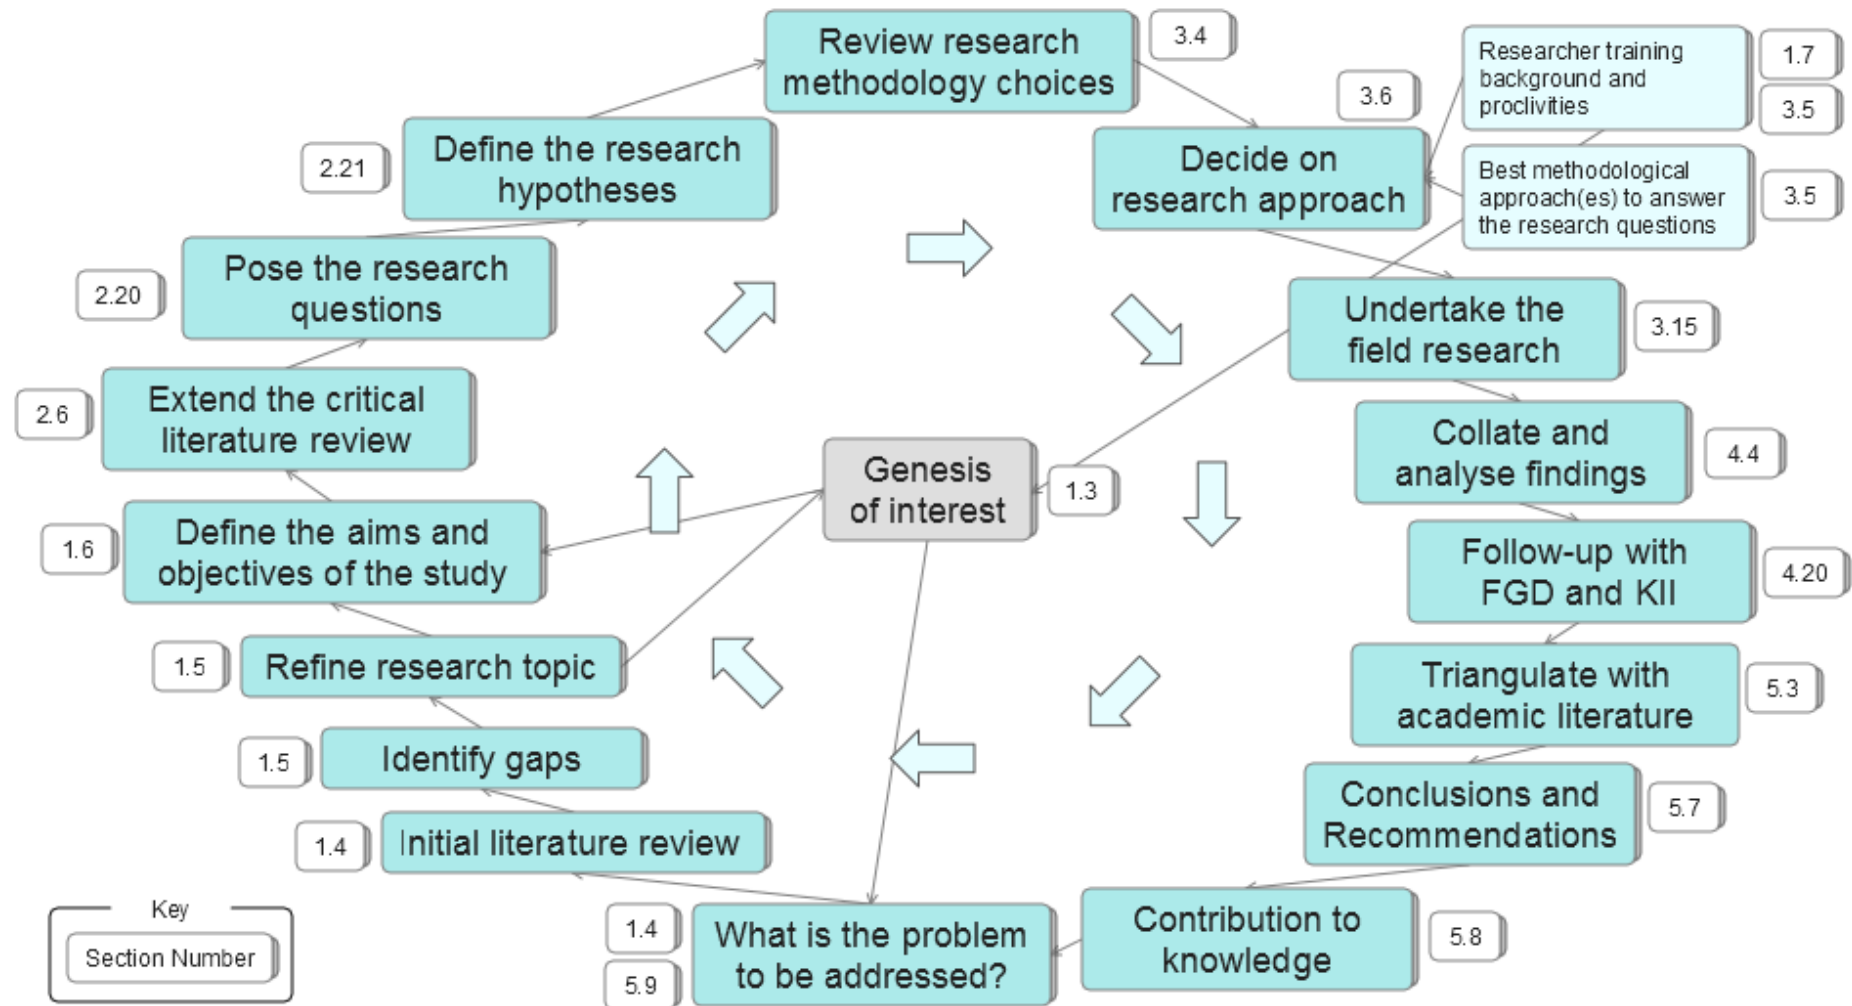 Review research
methodology choices
3.4
Researcher training
background and
proclivities
1.7
3.5
3.6
Decide on
research approach
Best methodological
approach(es) to answer
the research questions
3.5
2.21
Define the research
hypotheses
2.20
Pose the research
questions
Undertake the
field research
3.15
2.6
Extend the critical
literature review
Collate and
analyse findings
4.4
Genesis
of interest
1.3
1.6
Define the aims and
objectives of the study
Follow-up with
FGD and KII
4.20
1.5
Refine research topic
Triangulate with
academic literature
5.3
1.5
Identify gaps
Conclusions and
Recommendations
5.7
1.4
Initial literature review
Key
Section Number
1.4
5.9
What is the problem
to be addressed?
Contribution to
knowledge
5.8